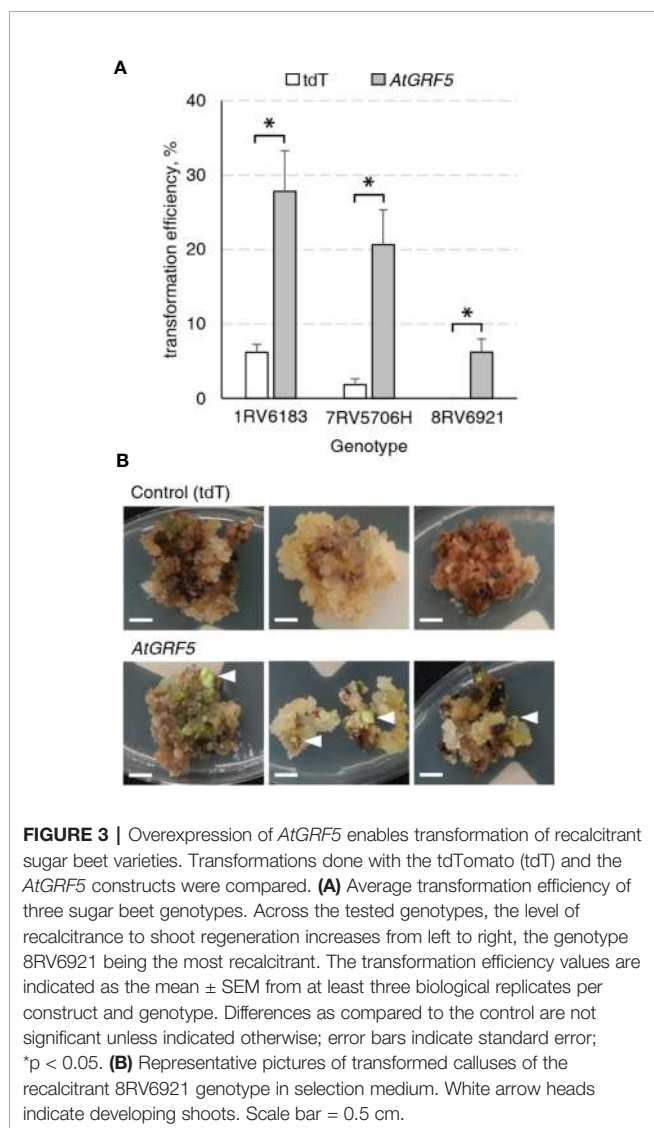 A
tdT AtGRF5
transformation efficiency, %
40
30
20
10
0
* * *
1RV6183 7RV5706H 8RV6921
Genotype
B
Control (tdT)
AtGRF5
FIGURE 3 | Overexpression of AtGRF5 enables transformation of recalcitrant
sugar beet varieties. Transformations done with the tdTomato (tdT) and the
AtGRF5 constructs were compared. (A) Average transformation efficiency of
three sugar beet genotypes. Across the tested genotypes, the level of
recalcitrance to shoot regeneration increases from left to right, the genotype
8RV6921 being the most recalcitrant. The transformation efficiency values are
indicated as the mean ± SEM from at least three biological replicates per
construct and genotype. Differences as compared to the control are not
significant unless indicated otherwise; error bars indicate standard error;
*p < 0.05. (B) Representative pictures of transformed calluses of the
recalcitrant 8RV6921 genotype in selection medium. White arrow heads
indicate developing shoots. Scale bar = 0.5 cm.